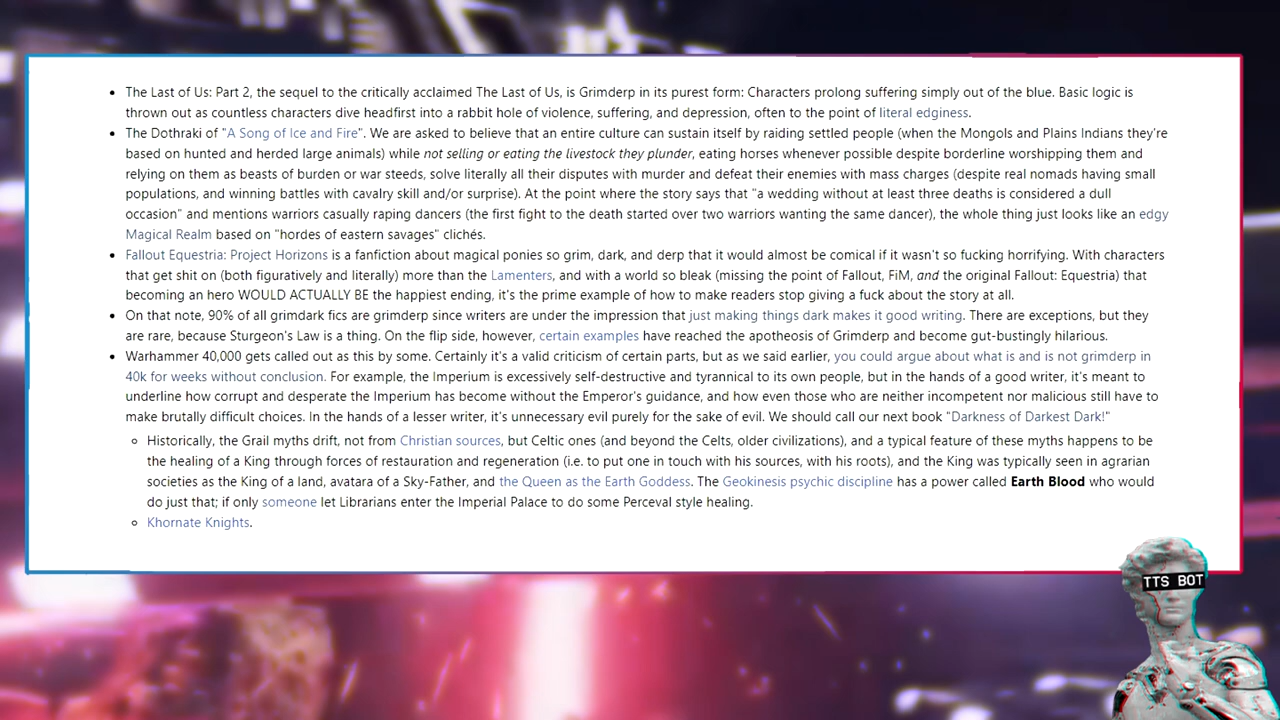 The Last of Us: Part 2, the sequel to the critically acclaimed The Last of Us, is Grimderp in its purest form: Characters prolong suffering simply out of the blue. Basic logic is
thrown out as countless characters dive headfirst into a rabbit hole of violence, suffering, and depression, often to the point of literal edginess.
The Dothraki of "A Song of Ice and Fire". We are asked to believe that an entire culture can sustain itself by raiding settled people (when the Mongols and Plains Indians they're
based on hunted and herded large animals) while not selling or eating the livestock they plunder, eating horses whenever possible despite borderline worshipping them and
relying on them as beasts of burden or war steeds, solve literally all their disputes with murder and defeat their enemies with mass charges (despite real nomads having small
populations, and winning battles with cavalry skill and/or surprise). At the point where the story says that "a wedding without at least three deaths is considered a dull
occasion" and mentions warriors casually raping dancers (the first fight to the death started over two warriors wanting the same dancer), the whole thing just looks like an edgy
Magical Realm based on "hordes of eastern savages" clichés.
Fallout Equestria: Project Horizons is a fanfiction about magical ponies so grim, dark, and derp that it would almost be comical if it wasn't so fucking horrifying. With characters
that get shit on (both figuratively and literally) more than the Lamenters, and with a world so bleak (missing the point of Fallout, FiM, and the original Fallout: Equestria) that
becoming an hero WOULD ACTUALLY BE the happiest ending, it's the prime example of how to make readers stop giving a fuck about the story at all.
On that note, 90% of all grimdark fics are grimderp since writers are under the impression that just making things dark makes it good writing. There are exceptions, but they
are rare, because Sturgeon's Law is a thing. On the flip side, however, certain examples have reached the apotheosis of Grimderp and become gut-bustingly hilarious.
Warhammer 40,000 gets called out as this by some. Certainly it's a valid criticism of certain parts, but as we said earlier, you could argue about what is and is not grimderp in
40k for weeks without conclusion. For example, the Imperium is excessively self-destructive and tyrannical to its own people, but in the hands of a good writer, it's meant to
underline how corrupt and desperate the Imperium has become without the Emperor's guidance, and how even those who are neither incompetent nor malicious still have to
make brutally difficult choices. In the hands of a lesser writer, it's unnecessary evil purely for the sake of evil. We should call our next book "Darkness of Darkest Dark!"
Historically, the Grail myths drift, not from Christian sources, but Celtic ones (and beyond the Celts, older civilizations), and a typical feature of these myths happens to be
the healing of a King through forces of restauration and regeneration (i.e. to put one in touch with his sources, with his roots), and the King was typically seen in agrarian
societies as the King of a land, avatara of a Sky-Father, and the Queen as the Earth Goddess. The Geokinesis psychic discipline has a power called Earth Blood who would
do just that; if only someone let Librarians enter the Imperial Palace to do some Perceval style healing.
Khornate Knights.
TTS BOT